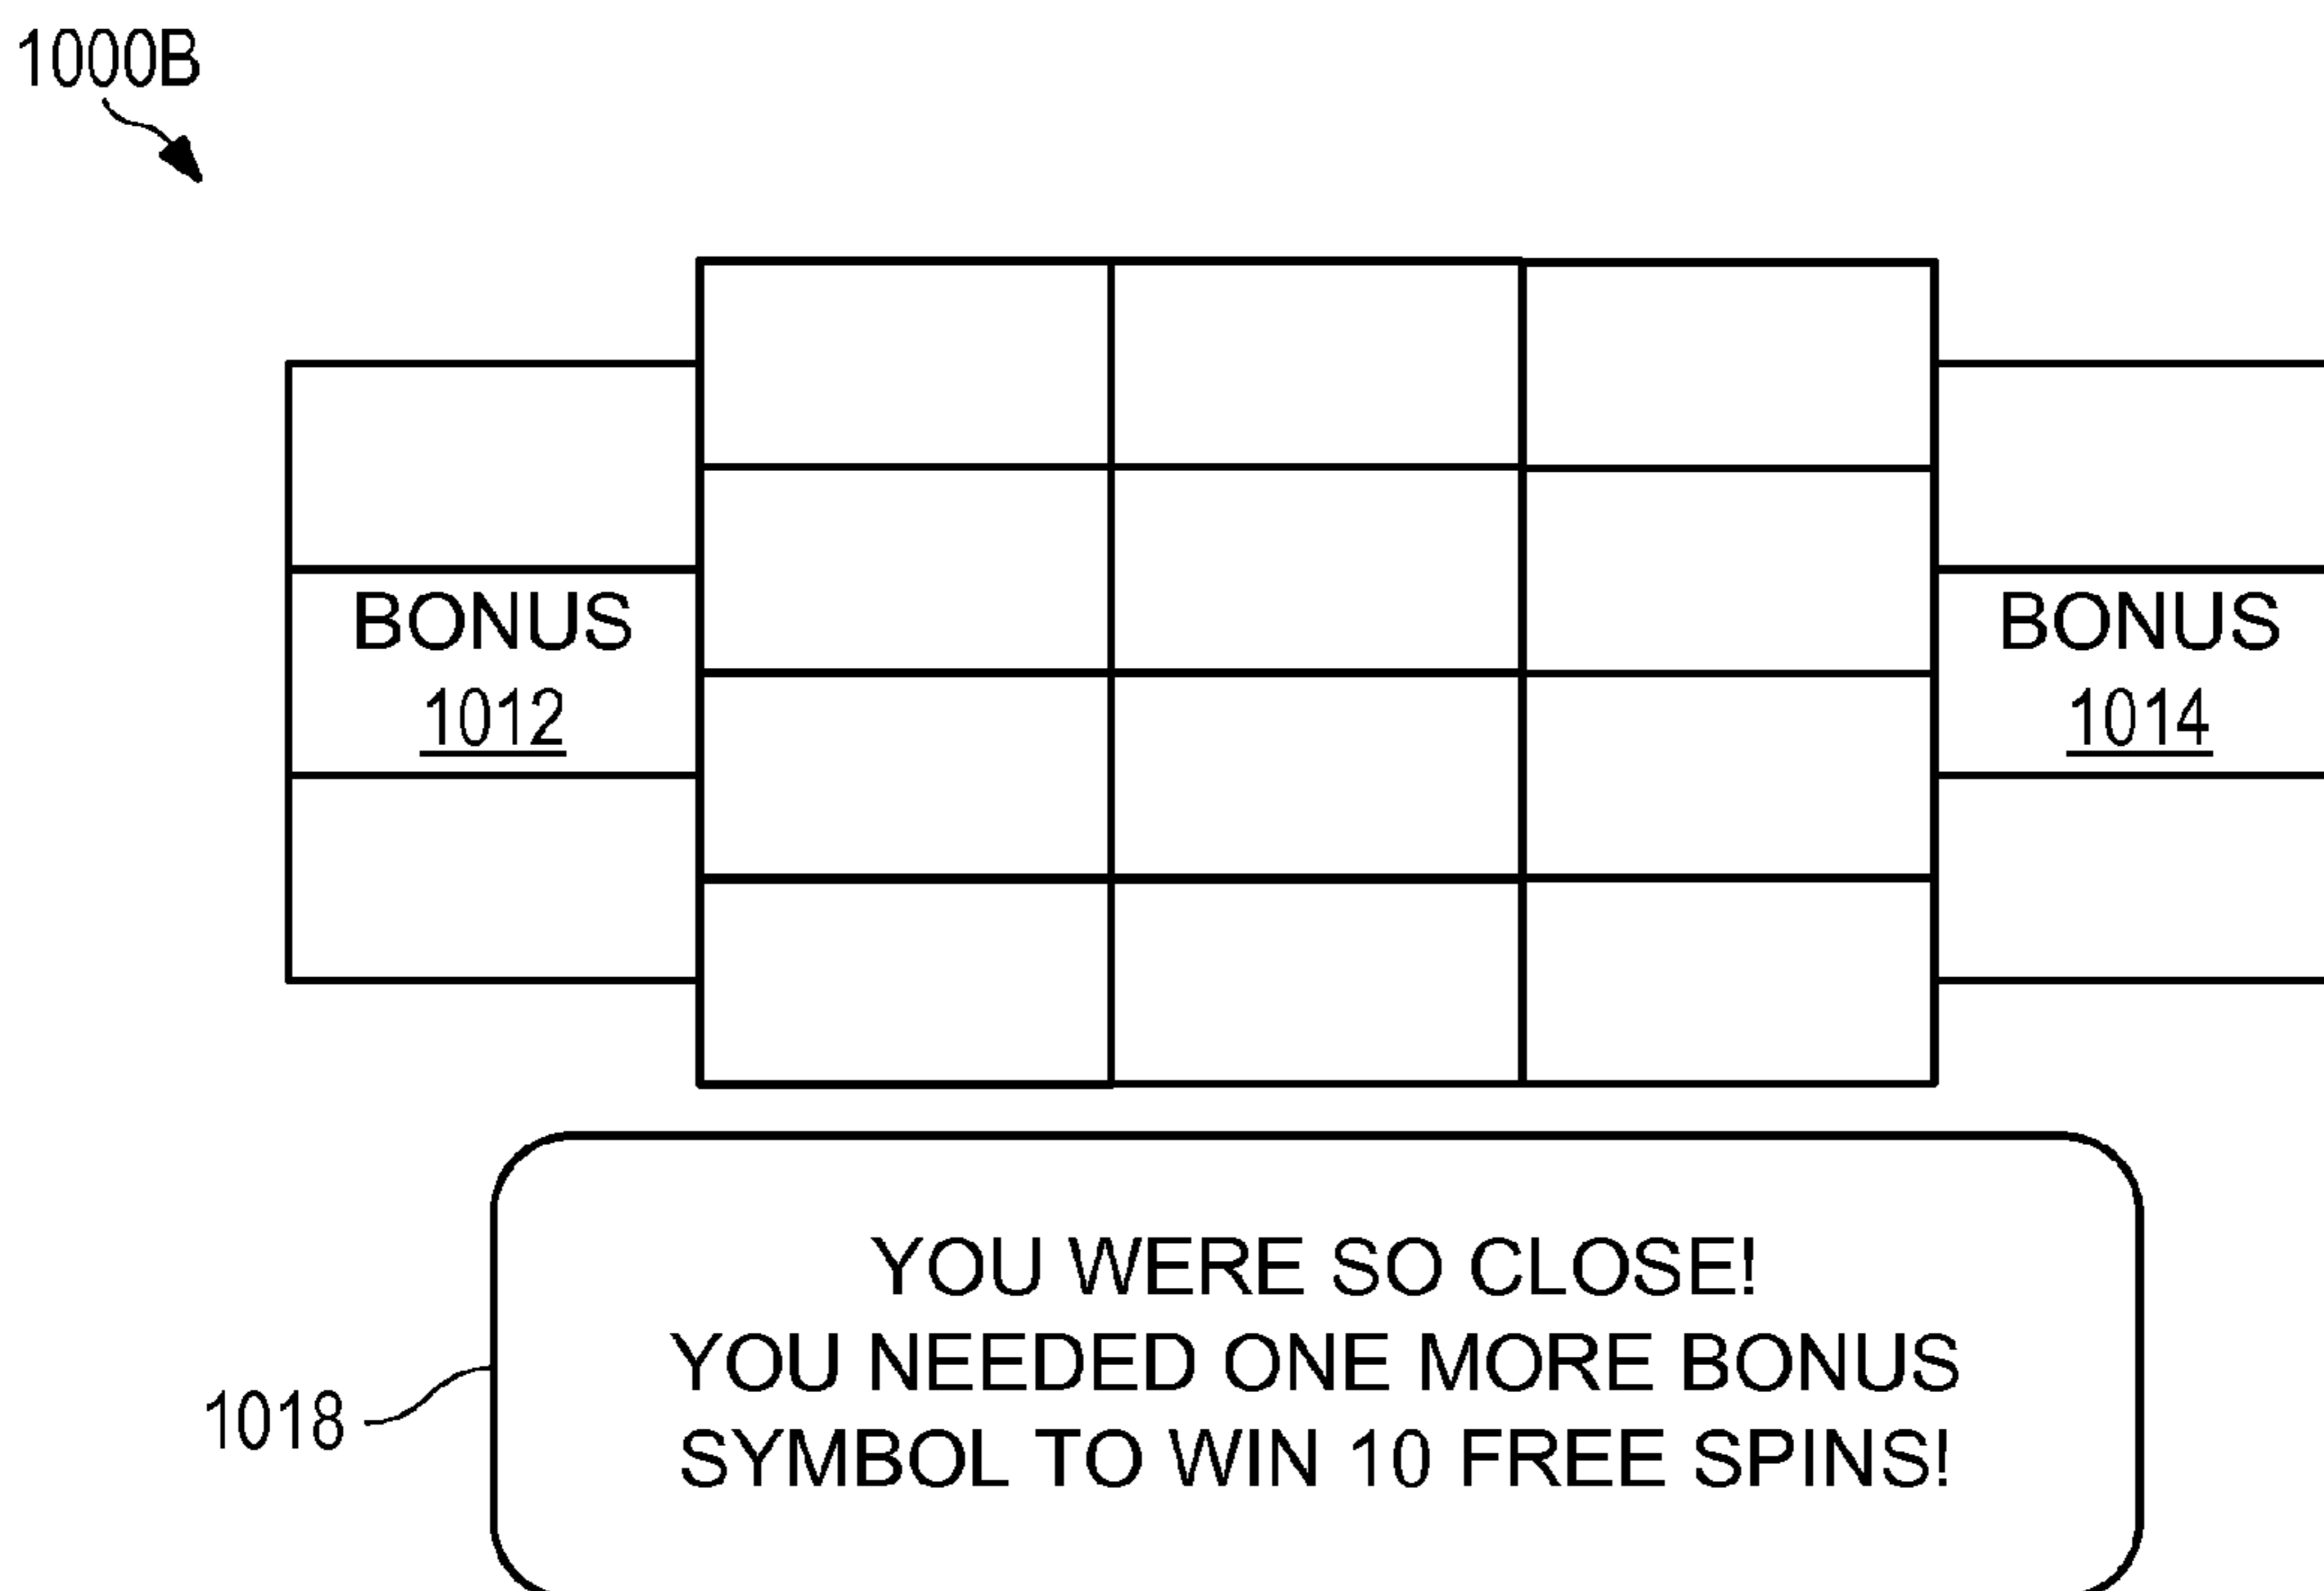 1000B
BONUS
1012
BONUS
1014
YOU WERE SO CLOSE!
YOU NEEDED ONE MORE BONUS
SYMBOL TO WIN 10 FREE SPINS!
1018